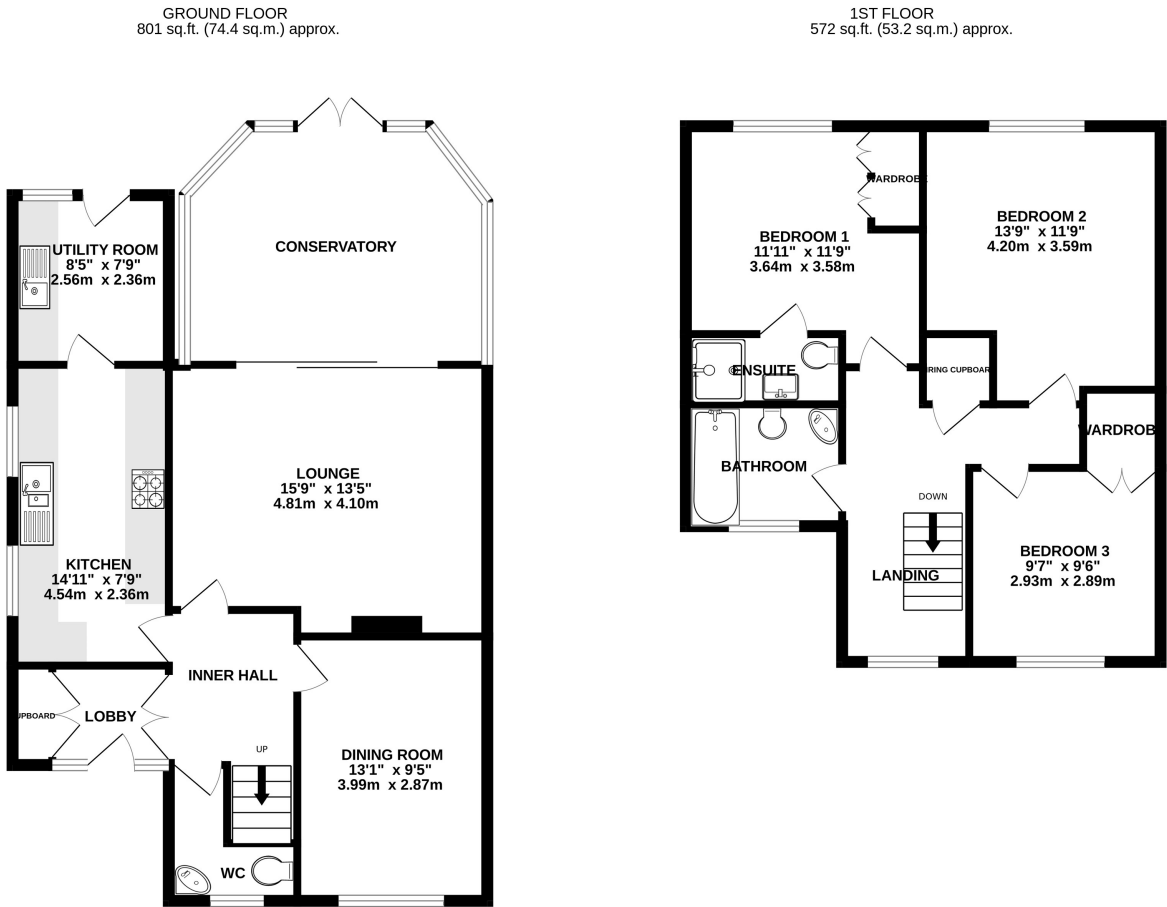 GROUND FLOOR
801 sq.ft. (74.4 sq.m.) approx.
CONSERVATORY
UTILITY ROOM
8'5" x 7'9"
2.56m x 2.36m
LOUNGE
15'9" x 13'5"
4.81m x 4.10m
KITCHEN
14'11" x 7'9"
4.54m x 2.36m
INNER HALL
UPBOARD
LOBBY
UP
DINING ROOM
13'1" x 9'5"
3.99m x 2.87m
WC
1ST FLOOR
572 sq.ft. (53.2 sq.m.) approx.
WARDROBE
BEDROOM 1
11'11" x 11'9"
3.64m x 3.58m
BEDROOM 2
13'9" x 11'9"
4.20m x 3.59m
ENSUITE
IRING CUPBOAR
WARDROB
BATHROOM
DOWN
LANDING
BEDROOM 3
9'7" x 9'6"
2.93m x 2.89m